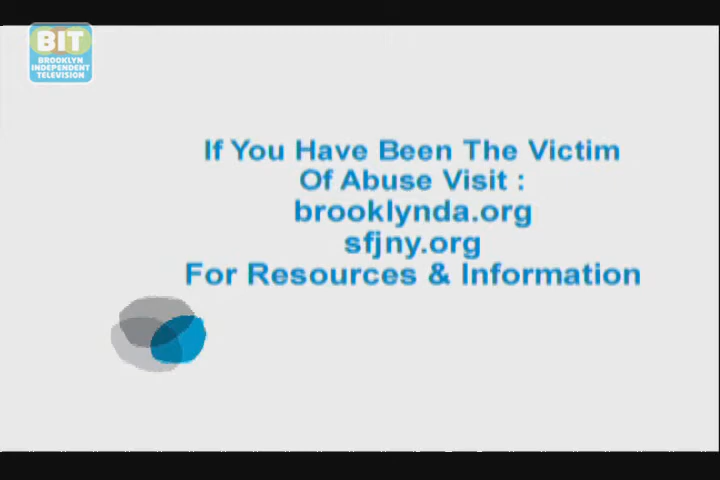 BIT
BROOKLYN
INDEPENDENT
TELEVISION
If You Have Been The Victim
Of Abuse Visit :
brooklynda.org
sfjny.org
For Resources & Information